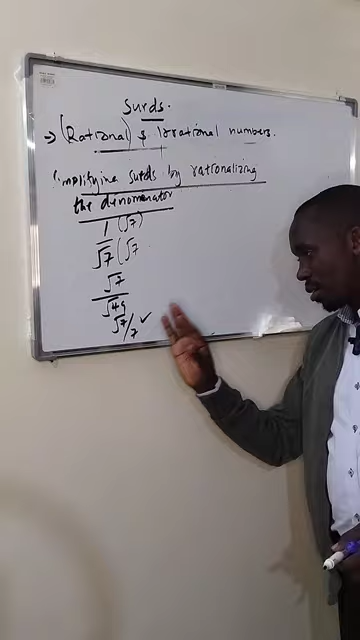 Surds.
→ (Rational) & Irrational numbers.
Simplifying surds by rationalizing
the denominator
1 (√7)
√7 (√7
√7
√49
√7/7 ✓